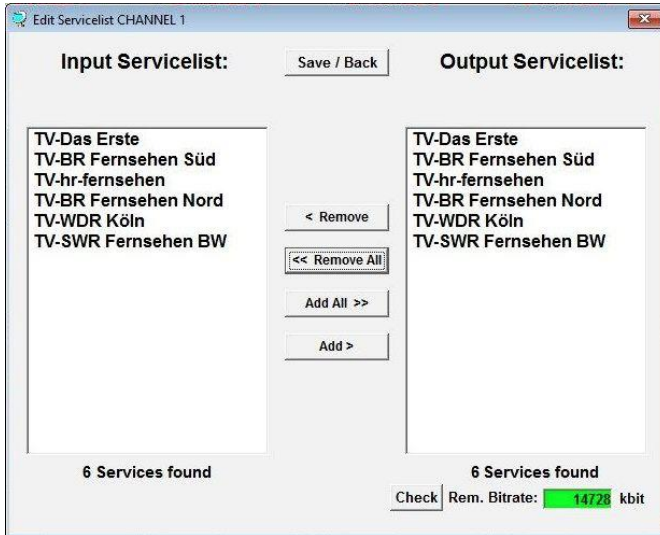 Edit Servicelist CHANNEL 1
Input Servicelist:
Save / Back
Output Servicelist:
TV-Das Erste
TV-BR Fernsehen Süd
TV-hr-fernsehen
TV-BR Fernsehen Nord
TV-WDR Köln
TV-SWR Fernsehen BW
< Remove
<< Remove All
Add All >>
Add >
TV-Das Erste
TV-BR Fernsehen Süd
TV-hr-fernsehen
TV-BR Fernsehen Nord
TV-WDR Köln
TV-SWR Fernsehen BW
6 Services found
6 Services found
Check Rem. Bitrate: 14728 kbit